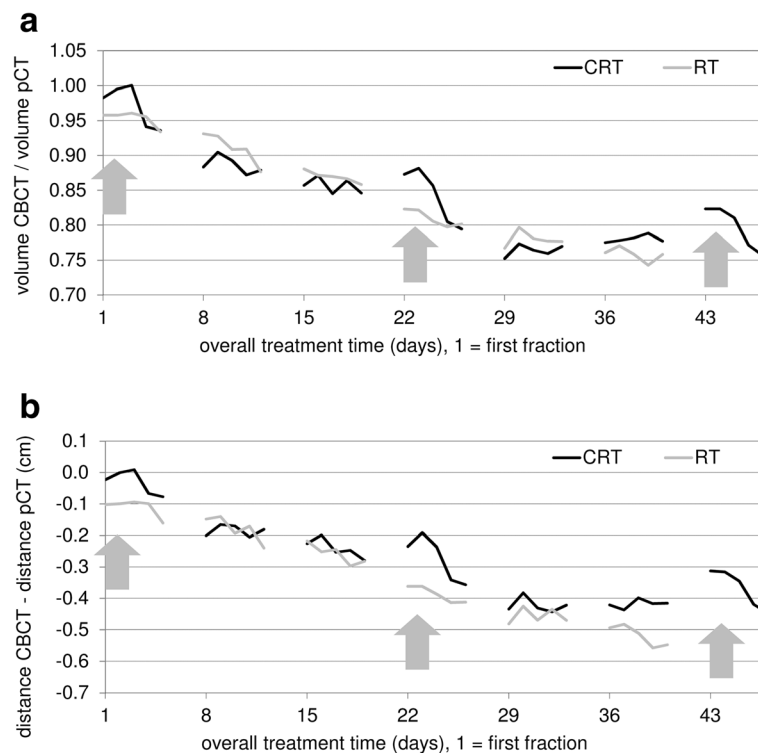 a
volume CBCT / volume pCT
1.05
1.00
0.95
0.90
0.85
0.80
0.75
0.70
CRT RT
1 8 15 22 29 36 43
overall treatment time (days), 1 = first fraction
b
distance CBCT - distance pCT (cm)
0.1
0.0
-0.1
-0.2
-0.3
-0.4
-0.5
-0.6
-0.7
CRT RT
1 8 15 22 29 36 43
overall treatment time (days), 1 = first fraction